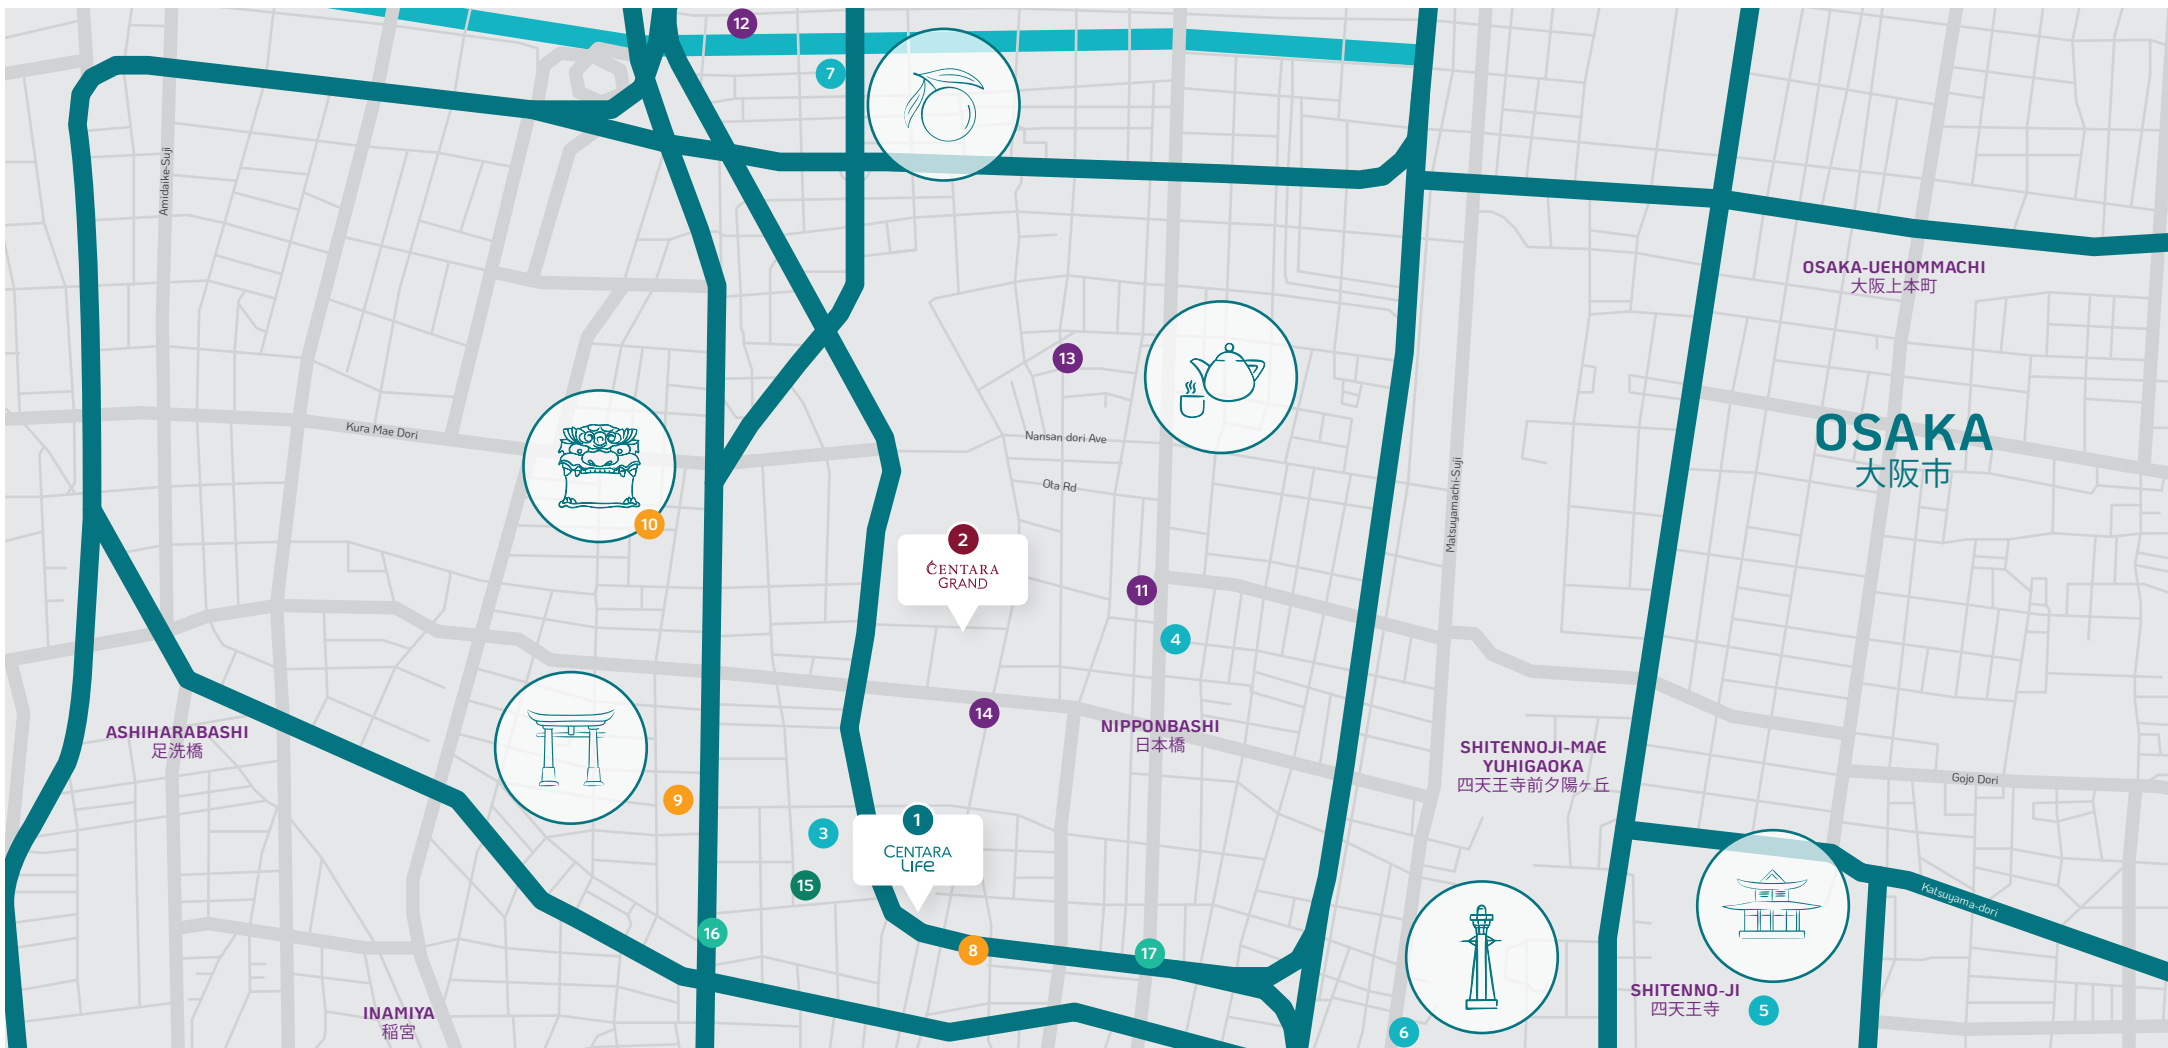 12
7
Amidaike-Suji
OSAKA-UEHOMMACHI
大阪上本町
13
Kura Mae Dori
Nansan dori Ave
OSAKA
大阪市
Ota Rd
Matsuyamachi-Suji
10
2
CENTARA
GRAND
11
4
14
ASHIHARABASHI
足洗橋
NIPPONBASHI
日本橋
SHITENNOJI-MAE
YUHIGAOKA
四天王寺前夕陽ヶ丘
Gojo Dori
9
3
1
CENTARA
Life
15
Katsuyama-dori
16
8
17
SHITENNO-JI
四天王寺
5
INAMIYA
稲宮
6